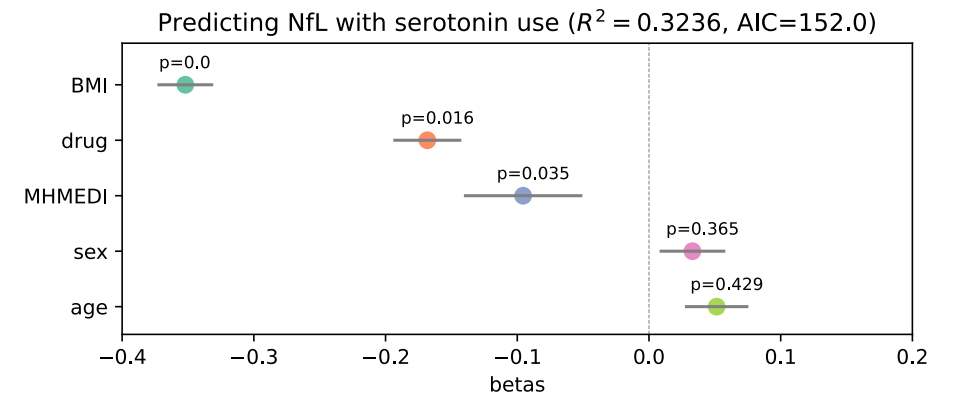 Predicting NfL with serotonin use (R² = 0.3236, AIC=152.0)
BMI
p=0.0
drug
p=0.016
MHMEDI
p=0.035
sex
p=0.365
age
p=0.429
−0.4 −0.3 −0.2 −0.1 0.0 0.1 0.2
betas